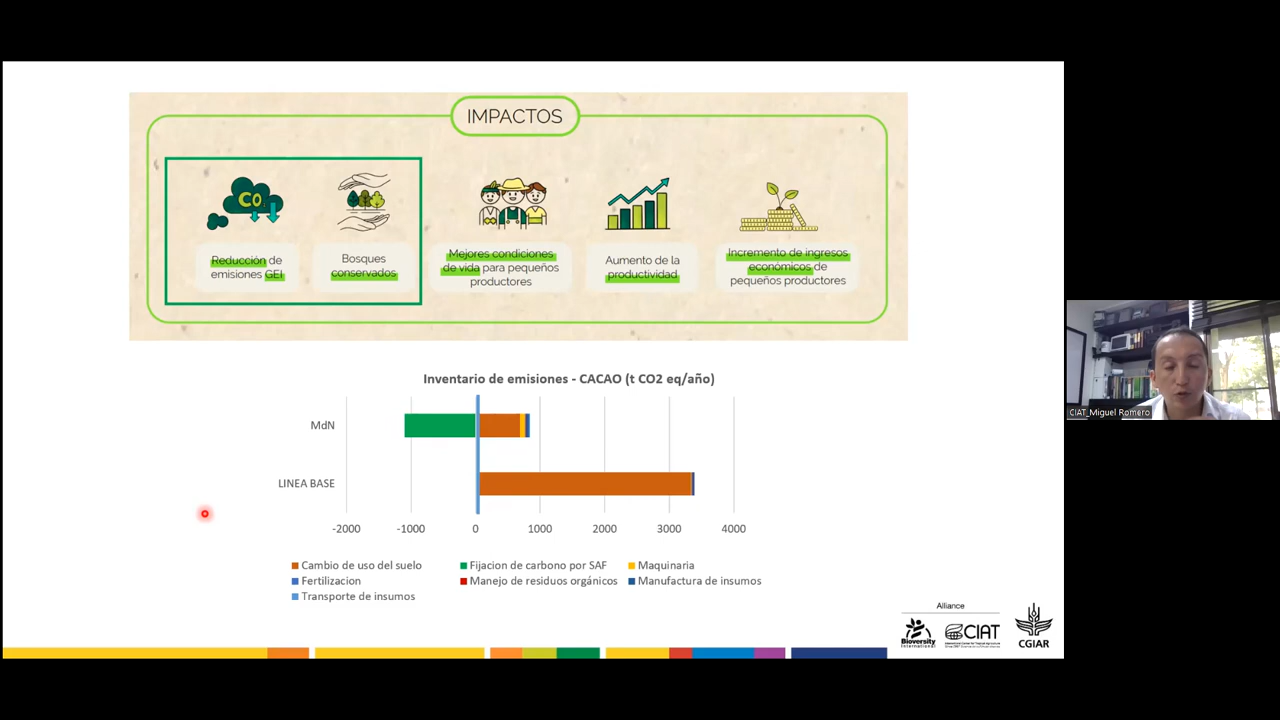 IMPACTOS
CO₂
Reducción de
emisiones GEI
Bosques
conservados
Mejores condiciones
de vida para pequeños
productores
Aumento de la
productividad
Incremento de ingresos
económicos de
pequeños productores
Inventario de emisiones - CACAO (t CO2 eq/año)
MdN
LINEA BASE
-2000 -1000 0 1000 2000 3000 4000
Cambio de uso del suelo Fijacion de carbono por SAF Maquinaria
Fertilizacion Manejo de residuos orgánicos Manufactura de insumos
Transporte de insumos
Alliance
Bioversity
International
CIAT
CGIAR
CIAT_Miguel Romero